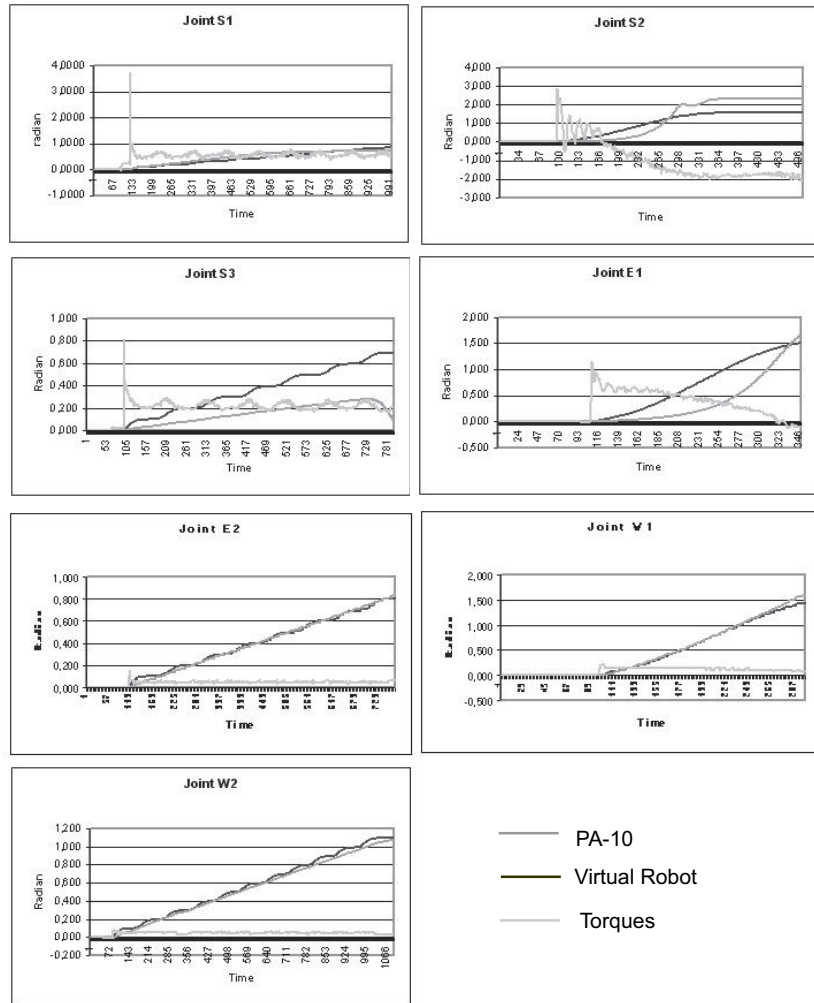 Joint S1
4,0000
3,0000
2,0000
1,0000
0,0000
-1,0000
radian
1 67 133 199 265 331 397 463 529 595 661 727 793 859 925 991
Time
Joint S2
4,000
3,000
2,000
1,000
0,000
-1,000
-2,000
-3,000
Radian
1 34 67 100 133 166 199 232 265 298 331 364 397 430 463 496
Time
Joint S3
1,000
0,800
0,600
0,400
0,200
0,000
Radian
1 53 105 157 209 261 313 365 417 469 521 573 625 677 729 781
Time
Joint E1
2,000
1,500
1,000
0,500
0,000
-0,500
Radian
1 24 47 70 93 116 139 162 185 208 231 254 277 300 323 346
Time
Joint E2
1,000
0,800
0,600
0,400
0,200
0,000
Radian
Time
Joint W1
2,000
1,500
1,000
0,500
0,000
-0,500
Radian
Time
Joint W2
1,200
1,000
0,800
0,600
0,400
0,200
0,000
-0,200
Radian
1 72 143 214 285 356 427 498 569 640 711 782 853 924 995 1066
Time
PA-10
Virtual Robot
Torques